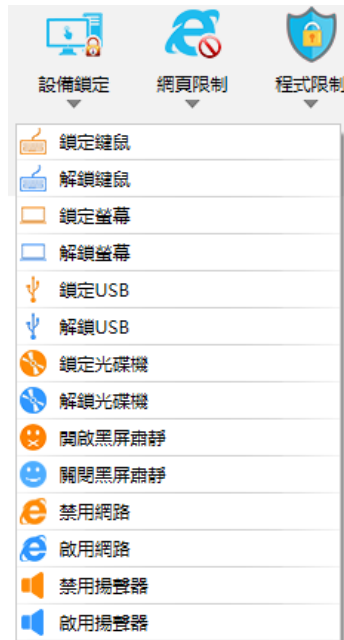 設備鎖定 網頁限制 程式限制
鎖定鍵鼠
解鎖鍵鼠
鎖定螢幕
解鎖螢幕
鎖定USB
解鎖USB
鎖定光碟機
解鎖光碟機
開啟黑屏肅靜
關閉黑屏肅靜
禁用網路
啟用網路
禁用揚聲器
啟用揚聲器